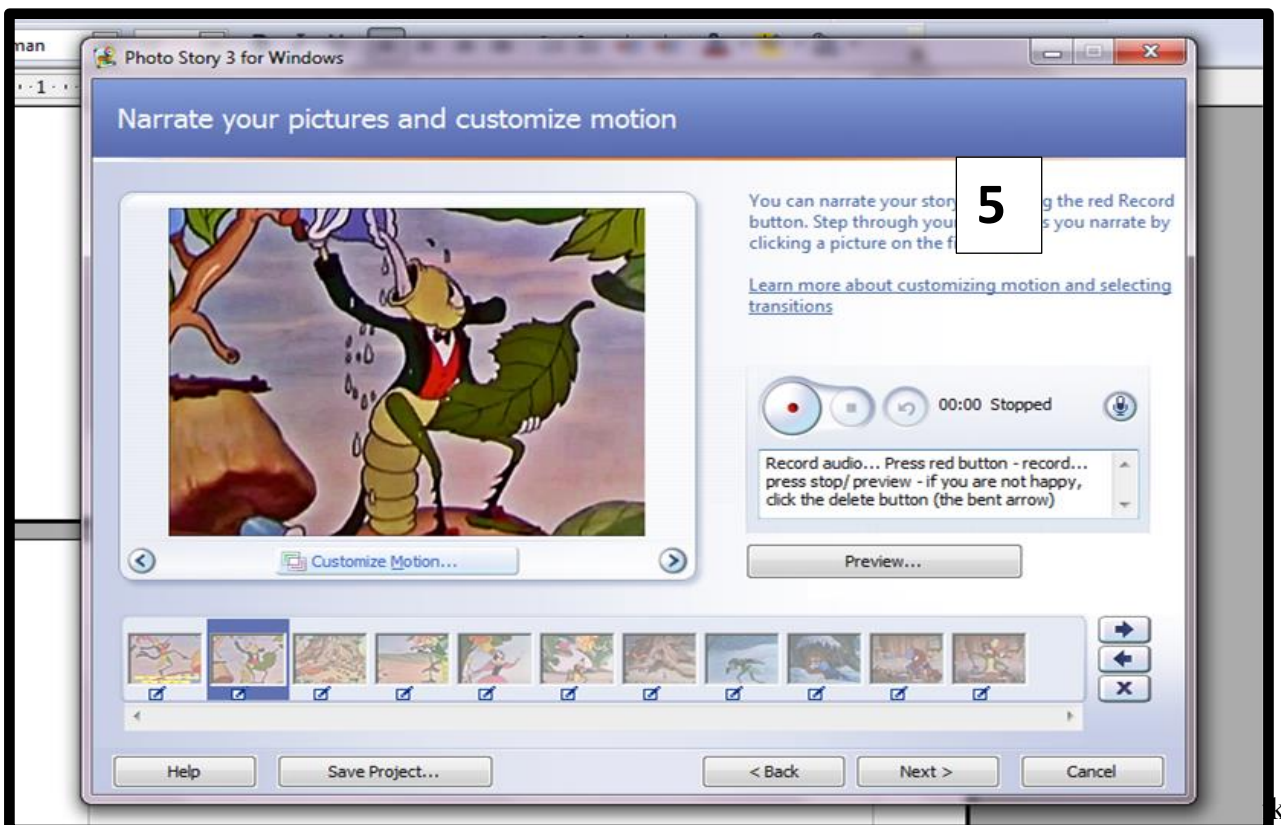 man
1
Photo Story 3 for Windows
Narrate your pictures and customize motion
5
You can narrate your g the red Record
button. Step through s you narrate by
clicking a picture on the
Learn more about customizing motion and selecting
transitions
00:00 Stopped
Record audio... Press red button - record...
press stop/ preview - if you are not happy,
click the delete button (the bent arrow)
Customize Motion...
Preview...
Help
Save Project...
< Back
Next >
Cancel
k